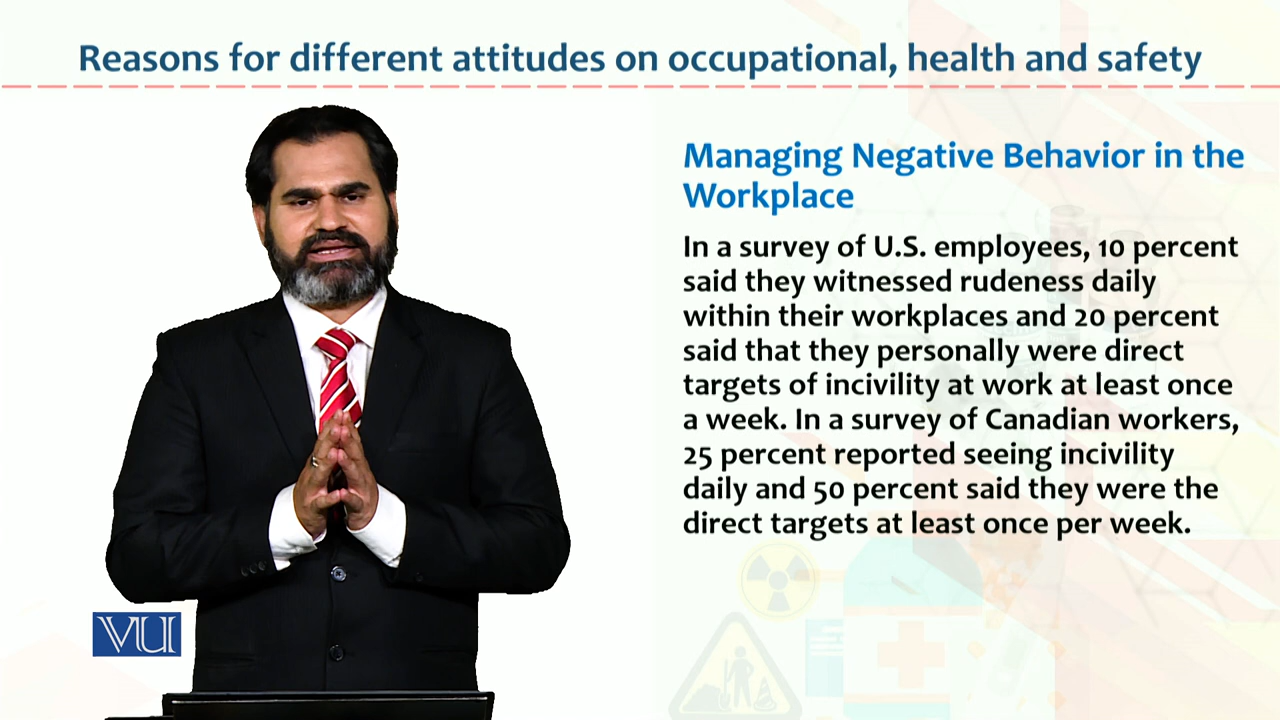 Reasons for different attitudes on occupational, health and safety
Managing Negative Behavior in the
Workplace
In a survey of U.S. employees, 10 percent
said they witnessed rudeness daily
within their workplaces and 20 percent
said that they personally were direct
targets of incivility at work at least once
a week. In a survey of Canadian workers,
25 percent reported seeing incivility
daily and 50 percent said they were the
direct targets at least once per week.
VU